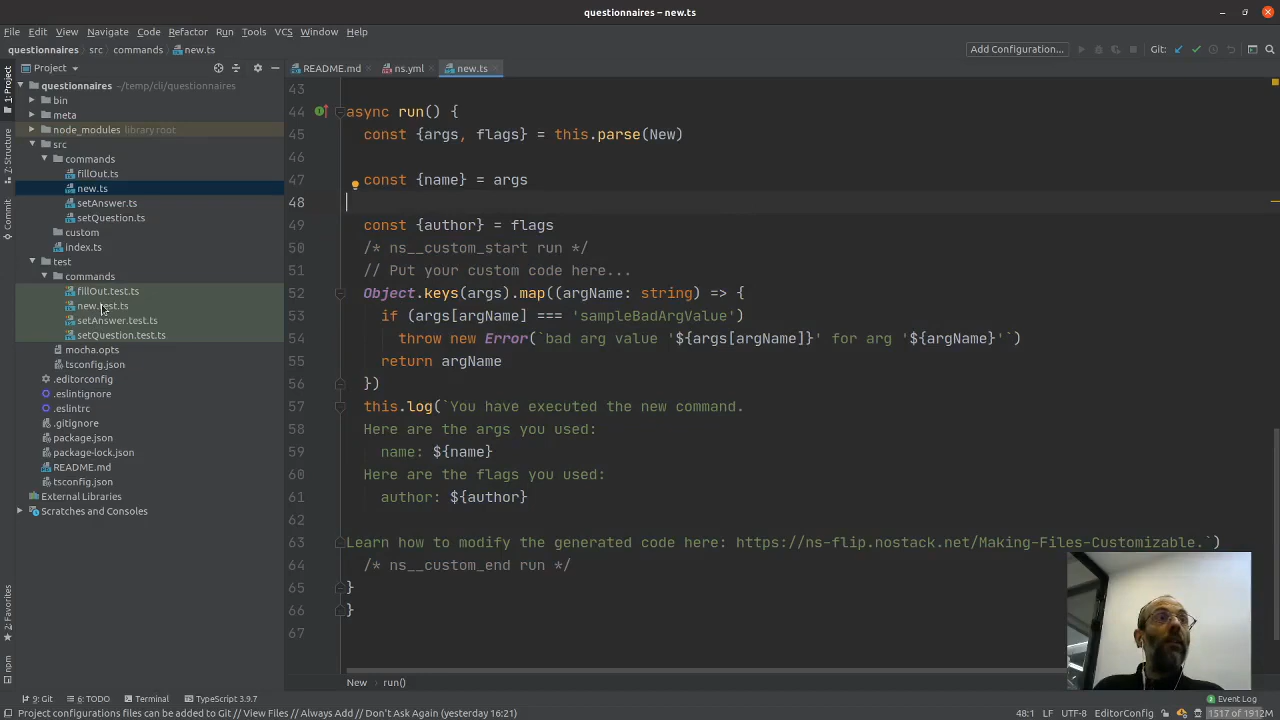 questionnaires – new.ts
File Edit View Navigate Code Refactor Run Tools VCS Window Help
questionnaires src commands new.ts
Add Configuration...
Git:
Project
README.md
ns.yml
new.ts
questionnaires ~/temp/cli/questionnaires
bin
meta
node_modules library root
src
commands
fillOut.ts
new.ts
setAnswer.ts
setQuestion.ts
custom
index.ts
test
commands
fillOut.test.ts
new.test.ts
setAnswer.test.ts
setQuestion.test.ts
mocha.opts
tsconfig.json
.editorconfig
.eslintignore
.eslintrc
.gitignore
package.json
package-lock.json
README.md
tsconfig.json
External Libraries
Scratches and Consoles
1: Project
7: Structure
Commit
2: Favorites
npm
43
44 async run() {
45 const {args, flags} = this.parse(New)
46
47 const {name} = args
48
49 const {author} = flags
50 /* ns__custom_start run */
51 // Put your custom code here...
52 Object.keys(args).map((argName: string) => {
53 if (args[argName] === 'sampleBadArgValue')
54 throw new Error(`bad arg value '${args[argName]}' for arg '${argName}'`)
55 return argName
56 })
57 this.log(`You have executed the new command.
58 Here are the args you used:
59 name: ${name}
60 Here are the flags you used:
61 author: ${author}
62
63 Learn how to modify the generated code here: https://ns-flip.nostack.net/Making-Files-Customizable.`)
64 /* ns__custom_end run */
65 }
66 }
67
New run()
9: Git 6: TODO Terminal TypeScript 3.9.7
Event Log
Project configurations files can be added to Git // View Files // Always Add // Don't Ask Again (yesterday 16:21)
48:1 LF UTF-8 EditorConfig 1517 of 1912M